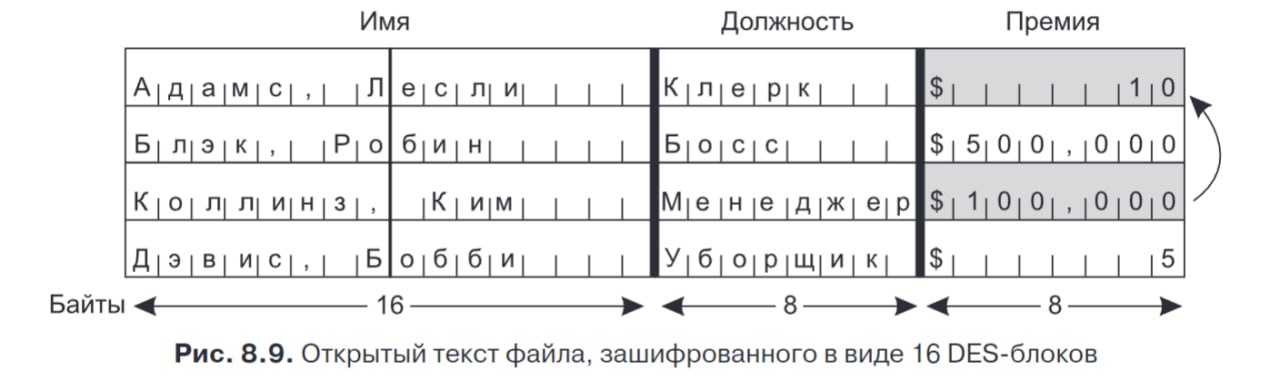 Имя Должность Премия
Адамс, Лесли Клерк $ 10
Блэк, Робин Босс $500,000
Коллинз, Ким Менеджер $100,000
Дэвис, Бобби Уборщик $ 5
Байты 16 8 8
Рис. 8.9. Открытый текст файла, зашифрованного в виде 16 DES-блоков